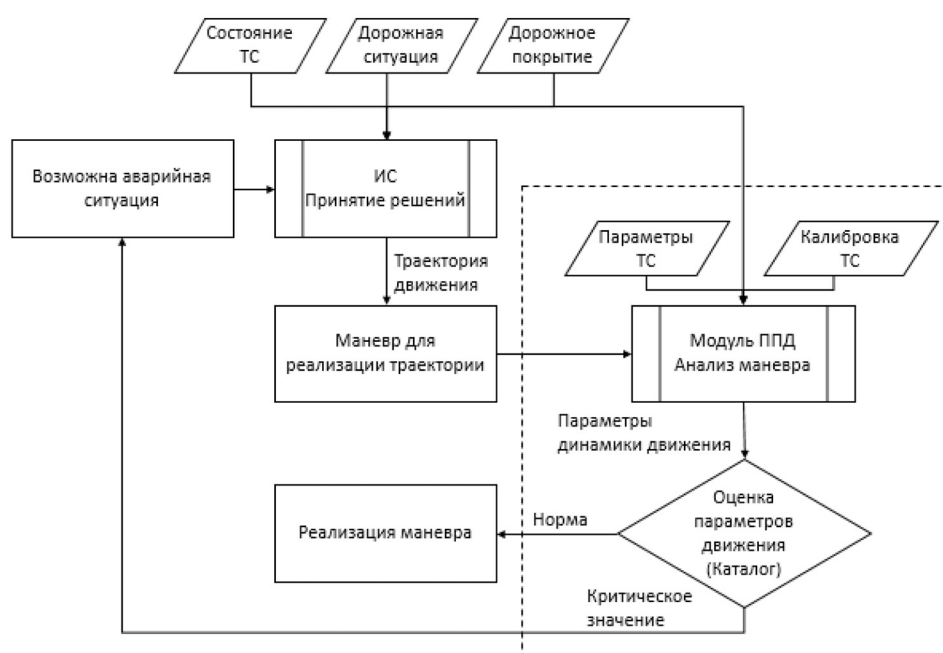 Состояние
ТС
Дорожная
ситуация
Дорожное
покрытие
Возможна аварийная
ситуация
ИС
Принятие решений
Параметры
ТС
Калибровка
ТС
Траектория
движения
Маневр для
реализации траектории
Модуль ППД
Анализ маневра
Параметры
динамики движения
Реализация маневра
Норма
Оценка
параметров
движения
(Каталог)
Критическое
значение